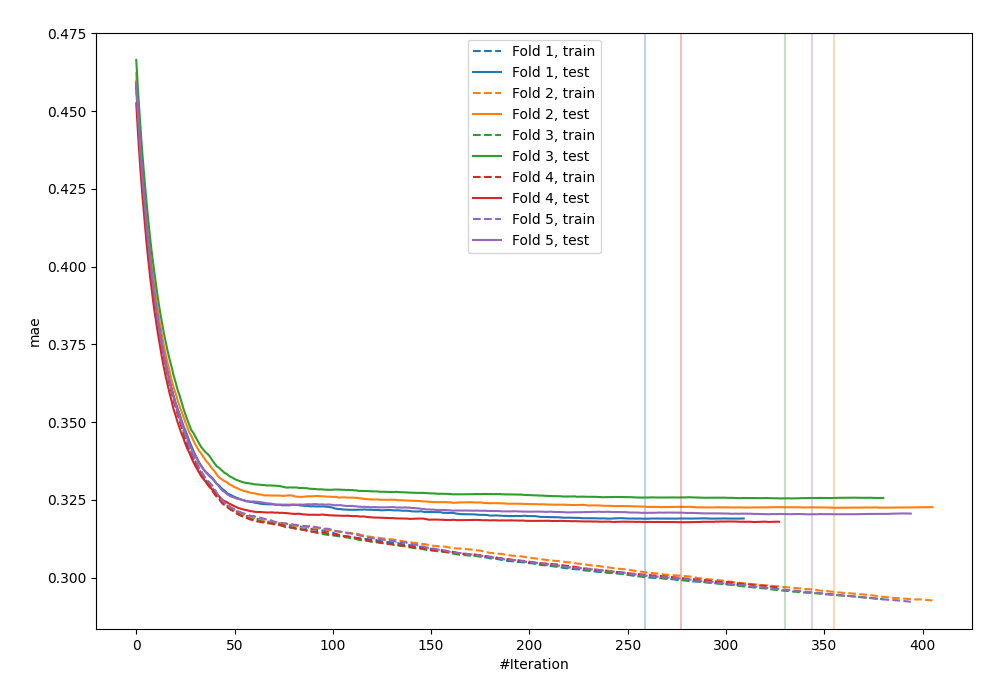 0.475
0.450
0.425
0.400
0.375
0.350
0.325
0.300
mae
Fold 1, train
Fold 1, test
Fold 2, train
Fold 2, test
Fold 3, train
Fold 3, test
Fold 4, train
Fold 4, test
Fold 5, train
Fold 5, test
0 50 100 150 200 250 300 350 400
#Iteration